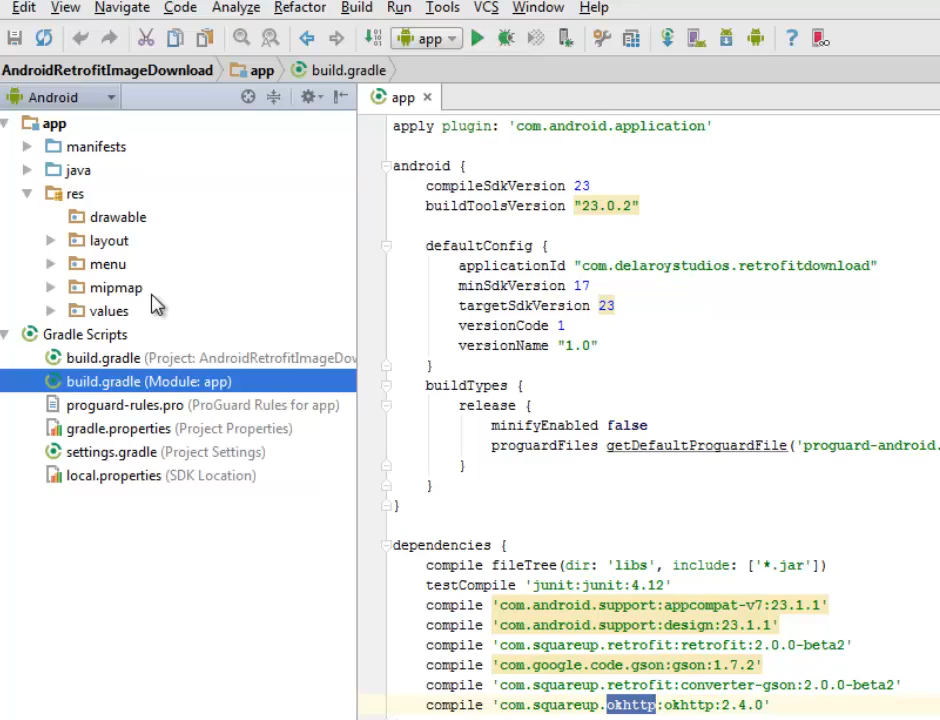 Edit View Navigate Code Analyze Refactor Build Run Tools VCS Window Help
app
AndroidRetrofitImageDownload app build.gradle
Android
app
app
manifests
java
res
drawable
layout
menu
mipmap
values
Gradle Scripts
build.gradle (Project: AndroidRetrofitImageDow
build.gradle (Module: app)
proguard-rules.pro (ProGuard Rules for app)
gradle.properties (Project Properties)
settings.gradle (Project Settings)
local.properties (SDK Location)
apply plugin: 'com.android.application'
android {
compileSdkVersion 23
buildToolsVersion "23.0.2"
defaultConfig {
applicationId "com.delaroystudios.retrofitdownload"
minSdkVersion 17
targetSdkVersion 23
versionCode 1
versionName "1.0"
}
buildTypes {
release {
minifyEnabled false
proguardFiles getDefaultProguardFile('proguard-android.
}
}
}
dependencies {
compile fileTree(dir: 'libs', include: ['*.jar'])
testCompile 'junit:junit:4.12'
compile 'com.android.support:appcompat-v7:23.1.1'
compile 'com.android.support:design:23.1.1'
compile 'com.squareup.retrofit:retrofit:2.0.0-beta2'
compile 'com.google.code.gson:gson:1.7.2'
compile 'com.squareup.retrofit:converter-gson:2.0.0-beta2'
compile 'com.squareup.okhttp:okhttp:2.4.0'